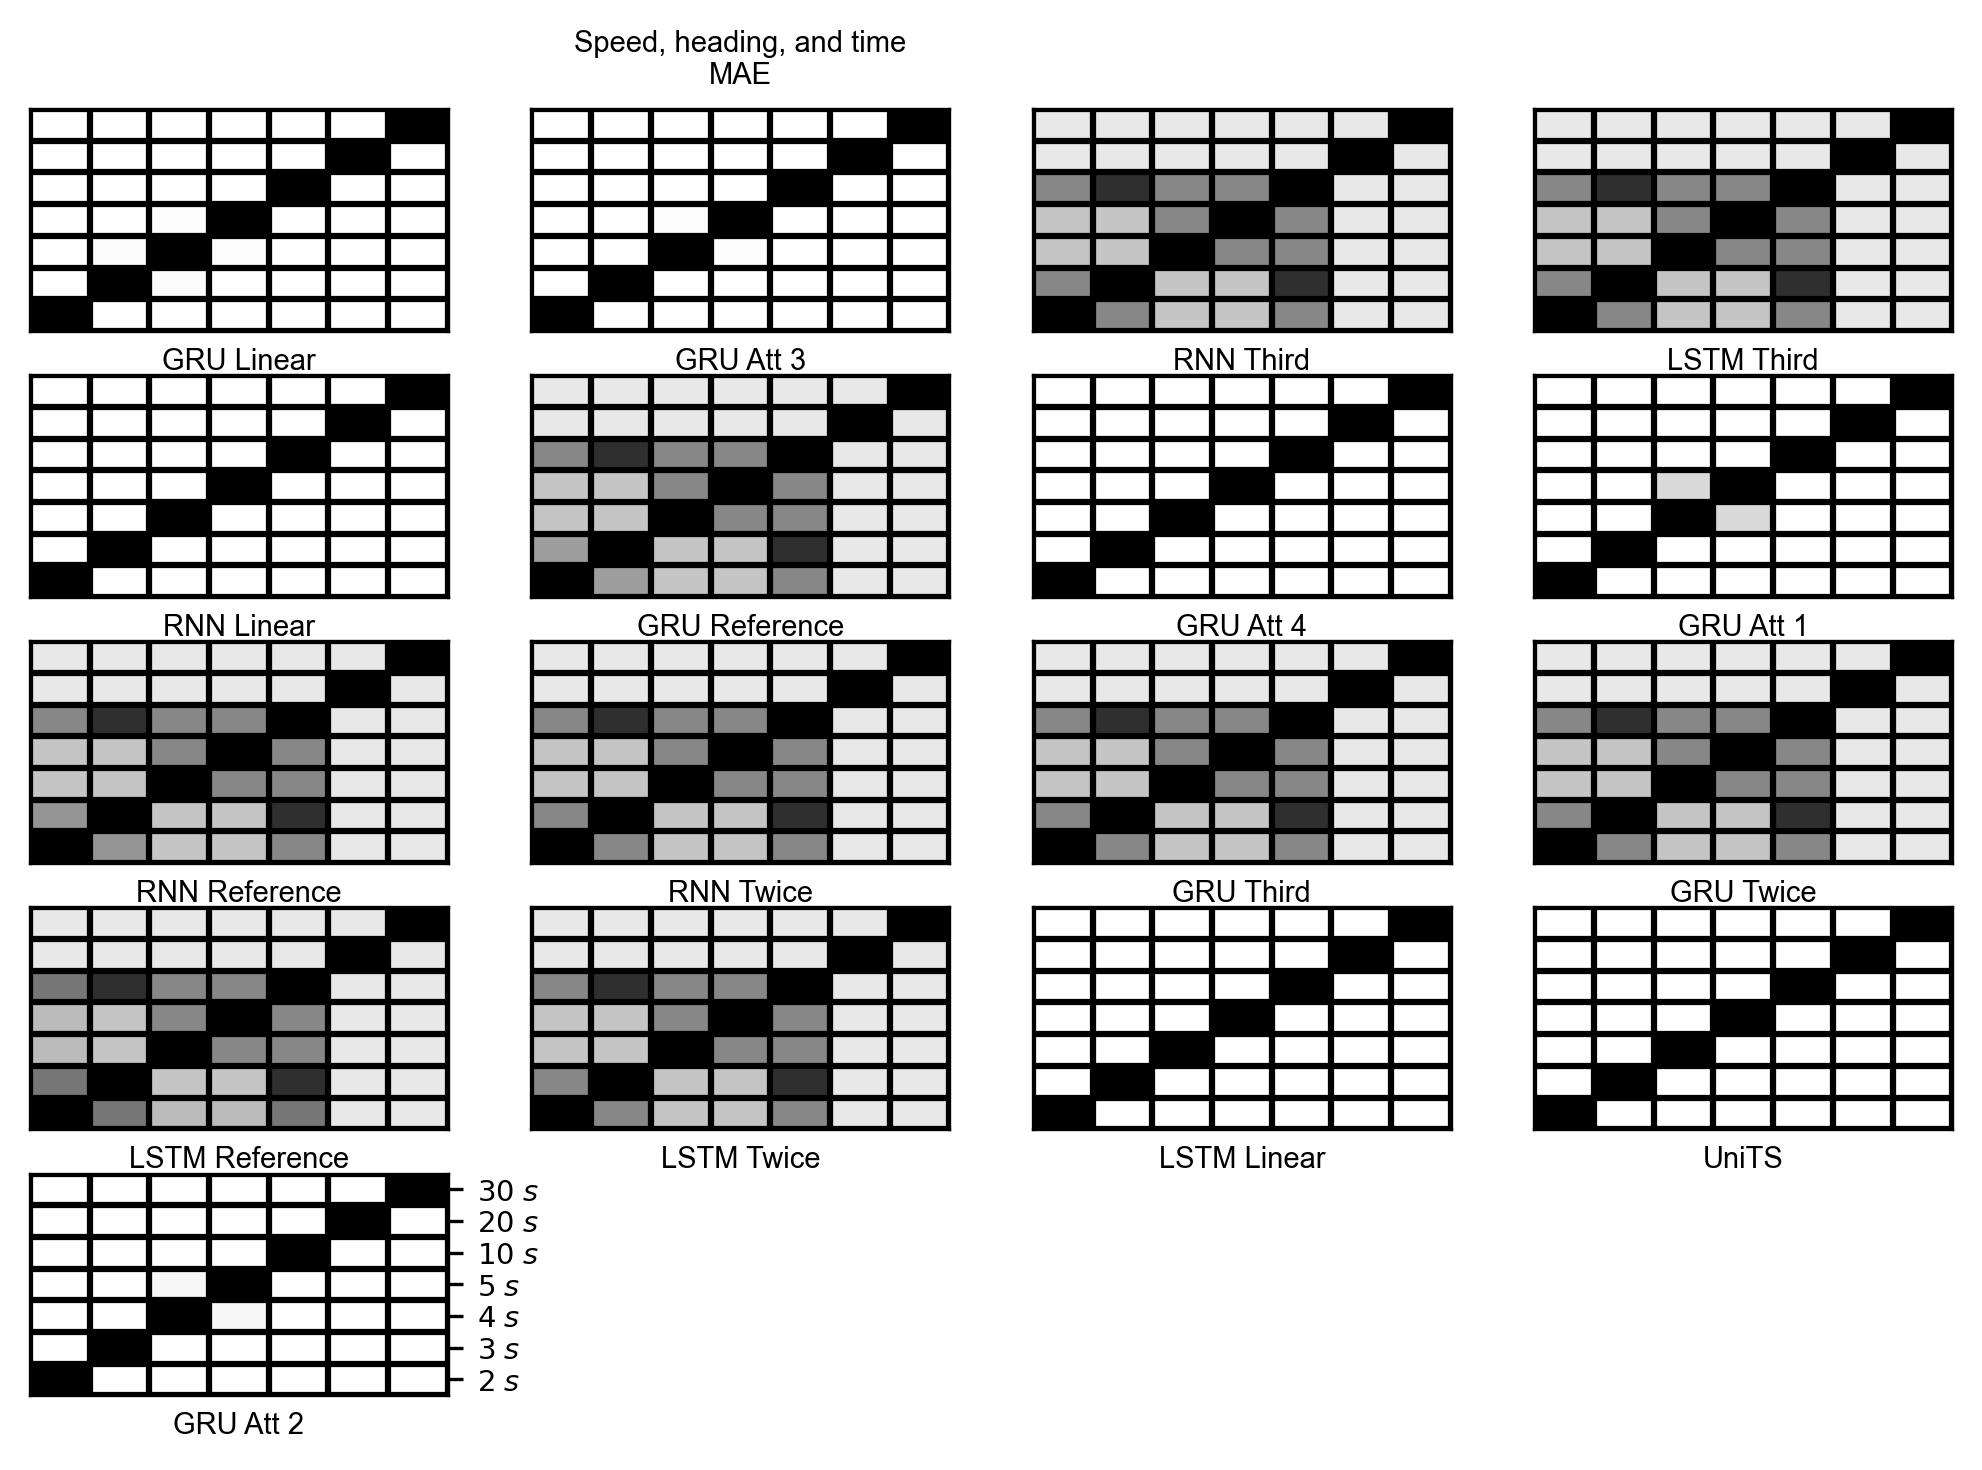 Speed, heading, and time
MAE
GRU Linear
GRU Att 3
RNN Third
LSTM Third
RNN Linear
GRU Reference
GRU Att 4
GRU Att 1
RNN Reference
RNN Twice
GRU Third
GRU Twice
LSTM Reference
LSTM Twice
LSTM Linear
UniTS
30 s
20 s
10 s
5 s
4 s
3 s
2 s
GRU Att 2